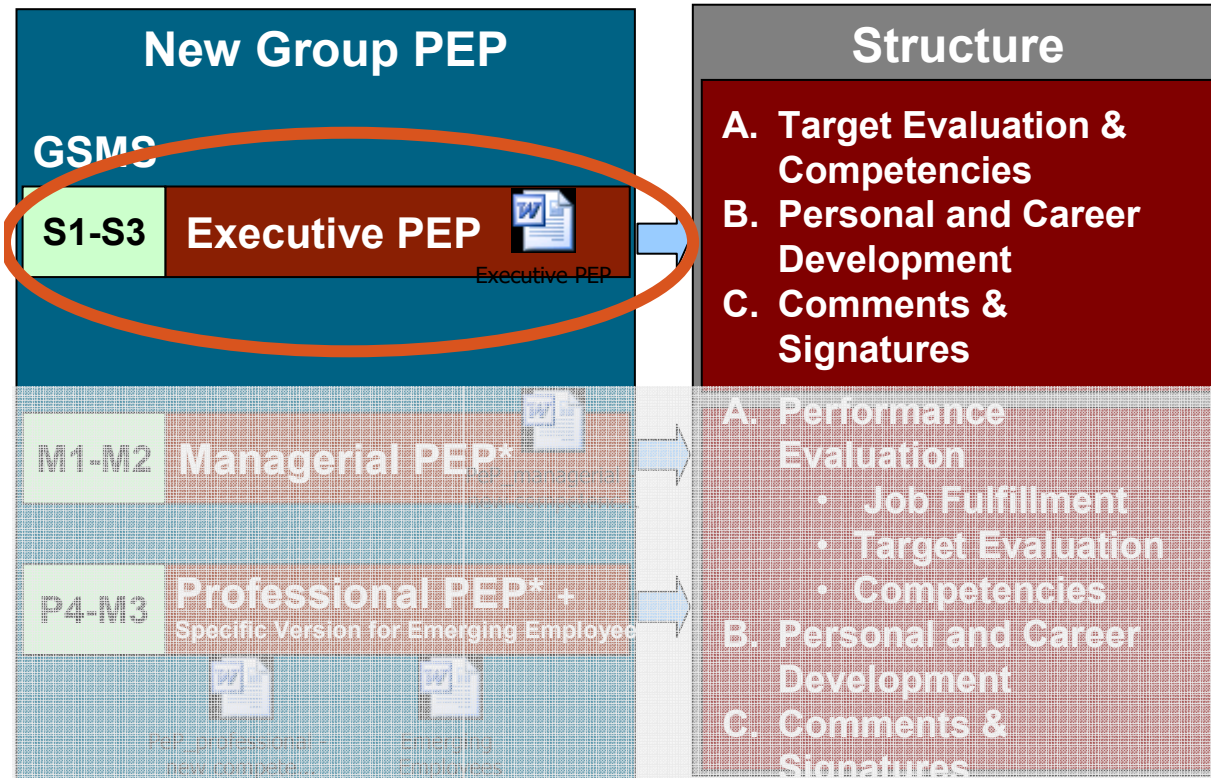 New Group PEP
GSMS
S1-S3
Executive PEP
Executive PEP
M1-M2
Managerial PEP*
P4-M3
Professional PEP* +
Specific Version for Emerging Employee
Structure
A. Target Evaluation &
Competencies
B. Personal and Career
Development
C. Comments &
Signatures
A. Performance
Evaluation
• Job Fulfillment
• Target Evaluation
• Competencies
B. Personal and Career
Development
C. Comments &
Signatures